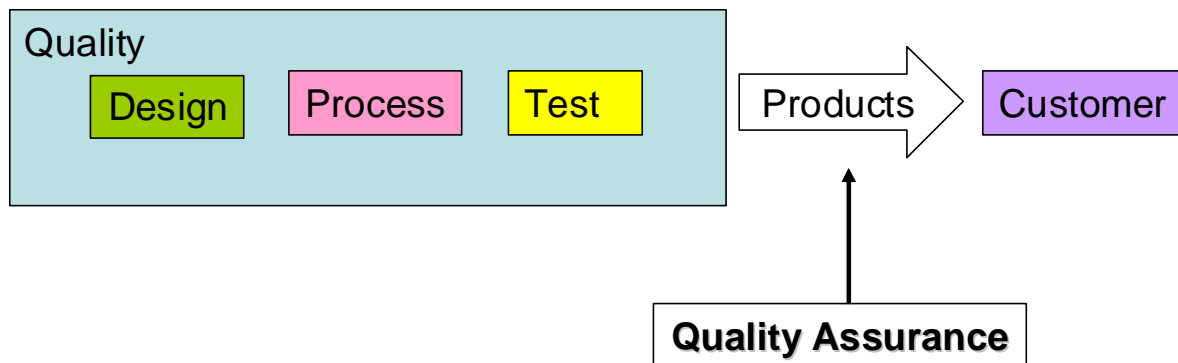 Quality
Design
Process
Test
Products
Customer
Quality Assurance